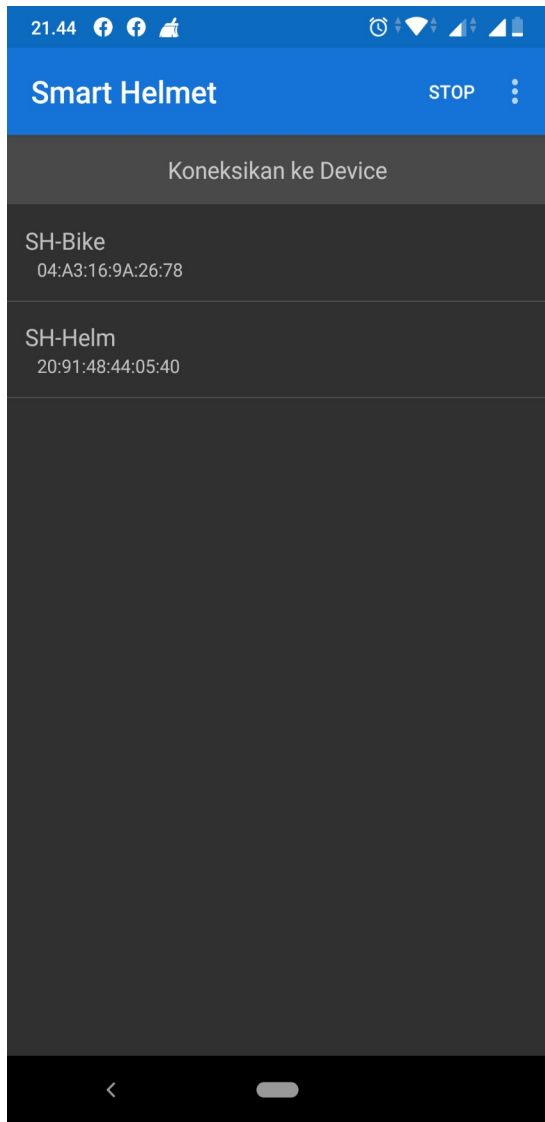 21.44
Smart Helmet
STOP
Koneksikan ke Device
SH-Bike
04:A3:16:9A:26:78
SH-Helm
20:91:48:44:05:40